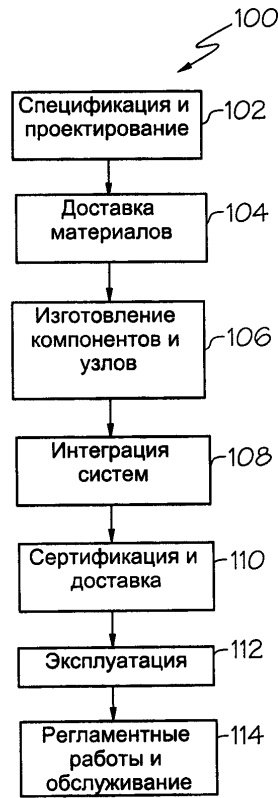 100
Спецификация и
проектирование
102
Доставка
материалов
104
Изготовление
компонентов и
узлов
106
Интеграция
систем
108
Сертификация и
доставка
110
Эксплуатация
112
Регламентные
работы и
обслуживание
114